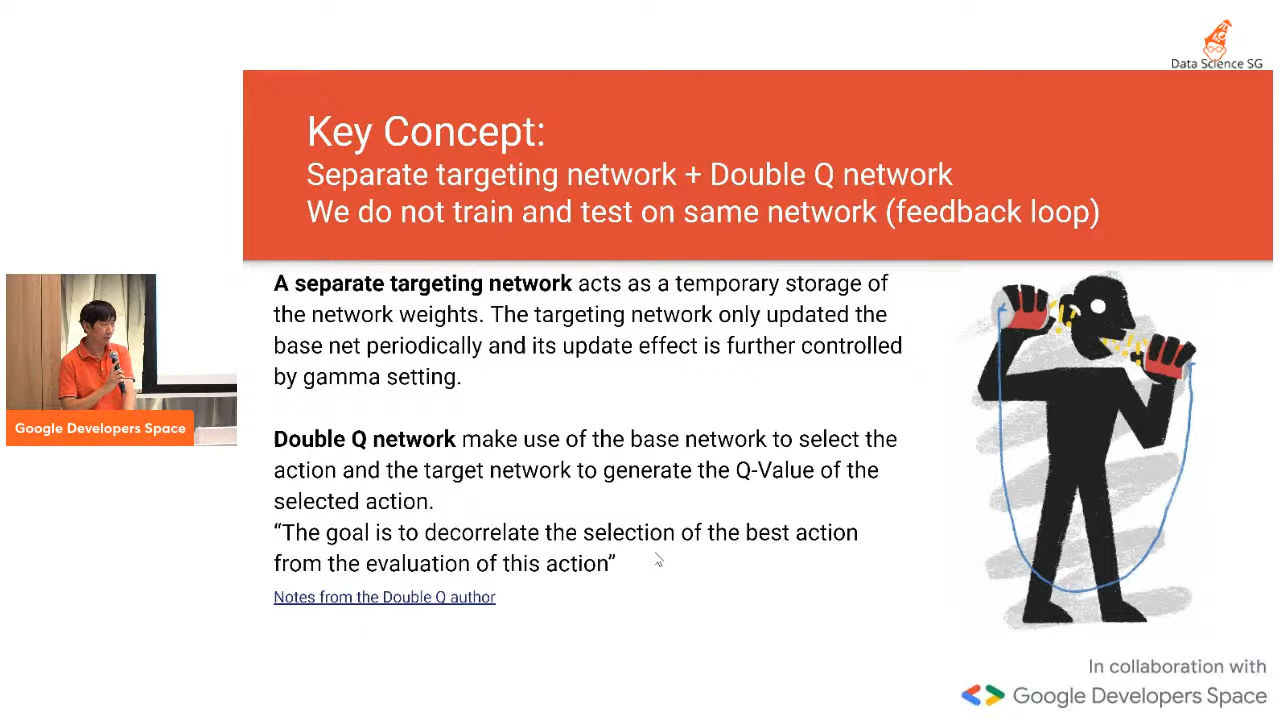 Data Science SG
Key Concept:
Separate targeting network + Double Q network
We do not train and test on same network (feedback loop)
A separate targeting network acts as a temporary storage of
the network weights. The targeting network only updated the
base net periodically and its update effect is further controlled
by gamma setting.
Double Q network make use of the base network to select the
action and the target network to generate the Q-Value of the
selected action.
“The goal is to decorrelate the selection of the best action
from the evaluation of this action”
Notes from the Double Q author
Google Developers Space
In collaboration with
Google Developers Space